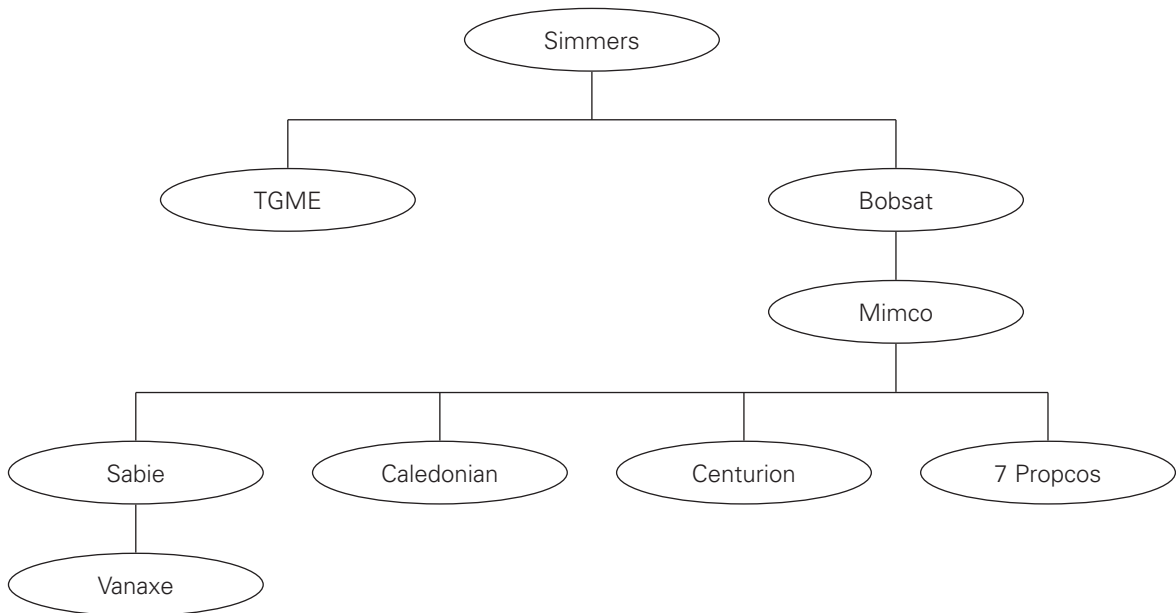 Simmers
TGME
Bobsat
Mimco
Sabie
Caledonian
Centurion
7 Propcos
Vanaxe